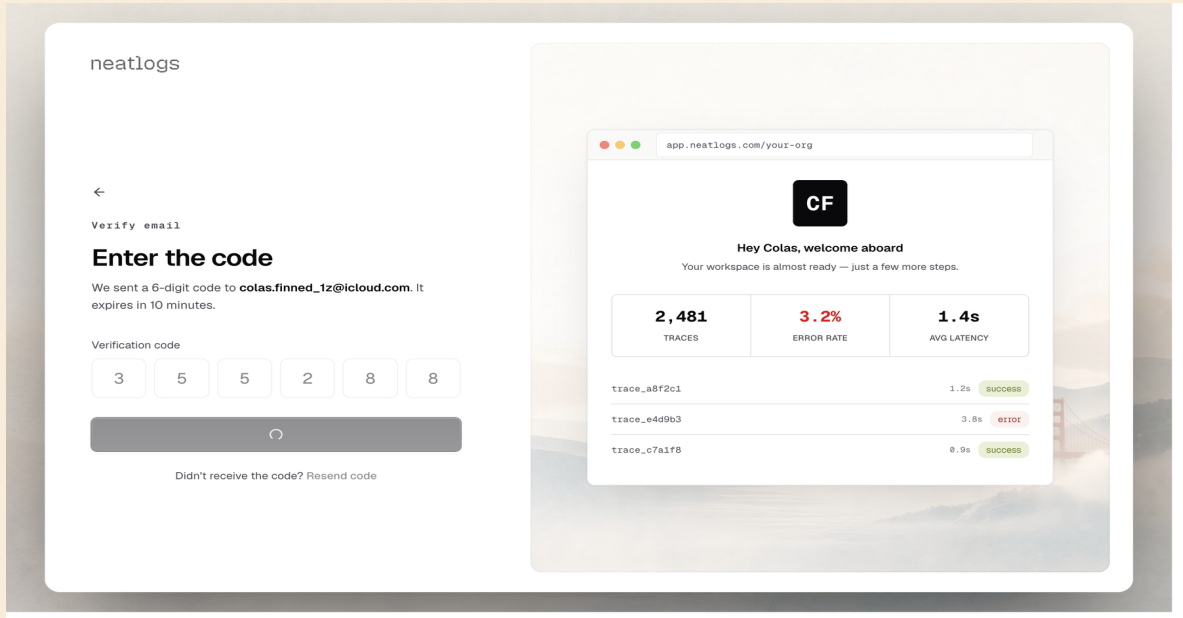 neatlogs
←
Verify email
Enter the code
We sent a 6-digit code to colas.finned_1z@icloud.com. It
expires in 10 minutes.
Verification code
3 5 5 2 8 8
Didn't receive the code? Resend code
app.neatlogs.com/your-org
CF
Hey Colas, welcome aboard
Your workspace is almost ready — just a few more steps.
2,481 3.2% 1.4s
TRACES ERROR RATE AVG LATENCY
trace_a8f2c1 1.2s success
trace_e4d9b3 3.8s error
trace_c7a1f8 0.9s success